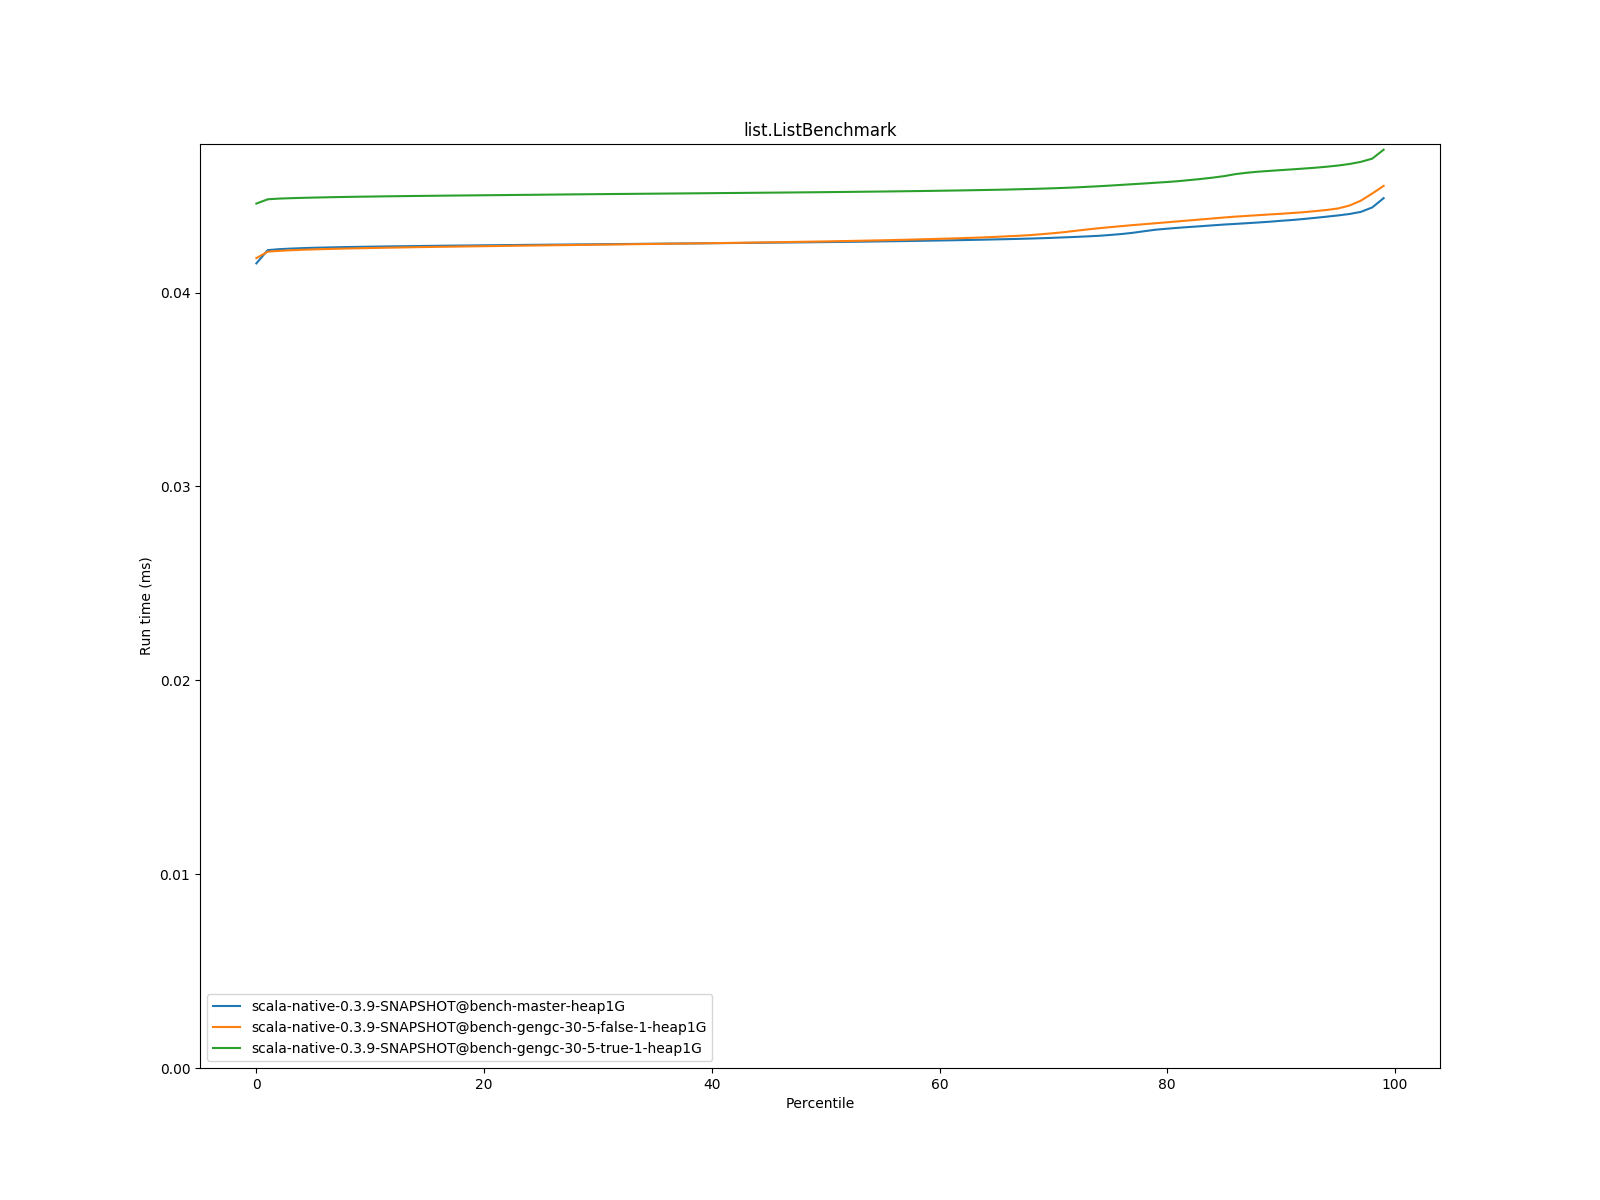 list.ListBenchmark
Run time (ms)
0.04
0.03
0.02
0.01
0.00
scala-native-0.3.9-SNAPSHOT@bench-master-heap1G
scala-native-0.3.9-SNAPSHOT@bench-gengc-30-5-false-1-heap1G
scala-native-0.3.9-SNAPSHOT@bench-gengc-30-5-true-1-heap1G
0 20 40 60 80 100
Percentile